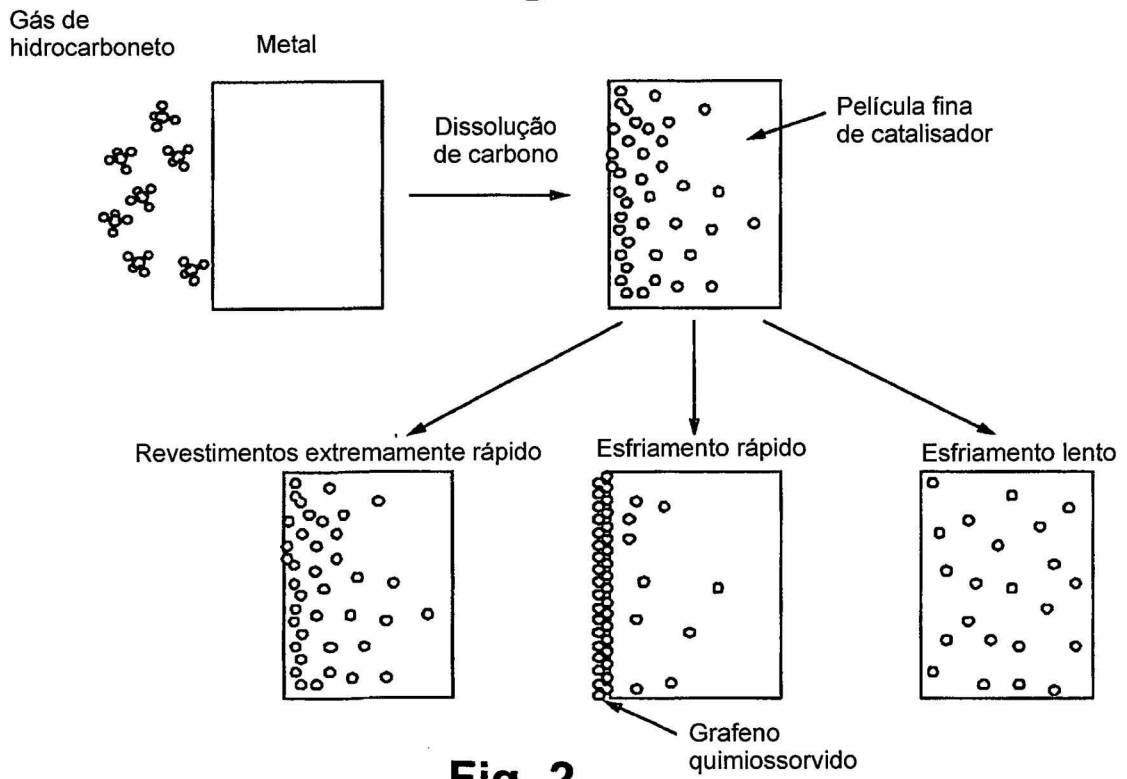 Gás de
hidrocarboneto
Metal
Dissolução
de carbono
Película fina
de catalisador
Revestimentos extremamente rápido
Esfriamento rápido
Esfriamento lento
Grafeno
quimiossorvido
Fig. 2